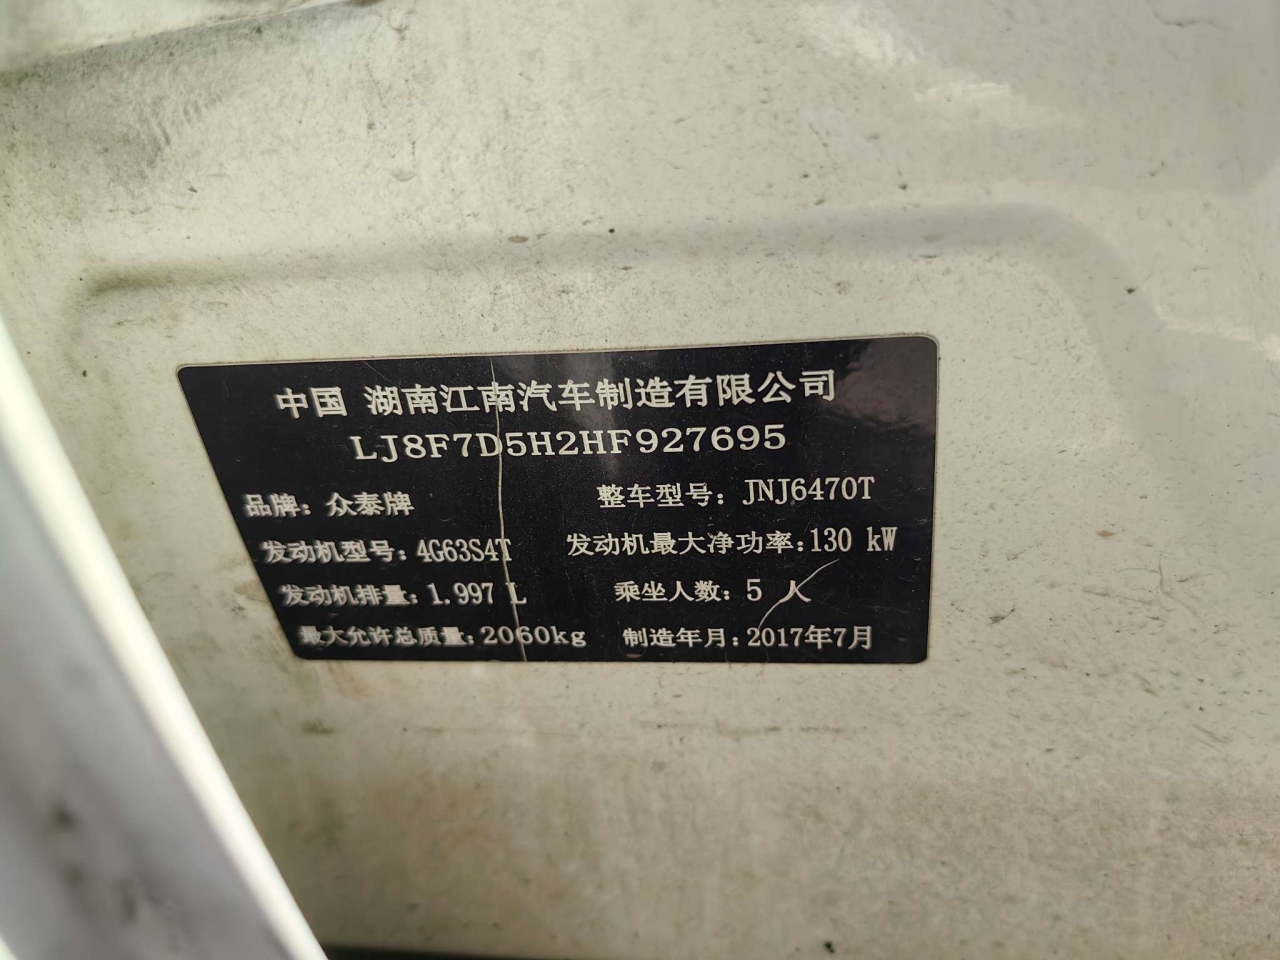 中国 湖南江南汽车制造有限公司
LJ8F7D5H2HF927695
品牌: 众泰牌 整车型号: JNJ6470T
发动机型号: 4G63S4T 发动机最大净功率: 130 kW
发动机排量: 1.997 L 乘坐人数: 5 人
最大允许总质量: 2060kg 制造年月: 2017年7月